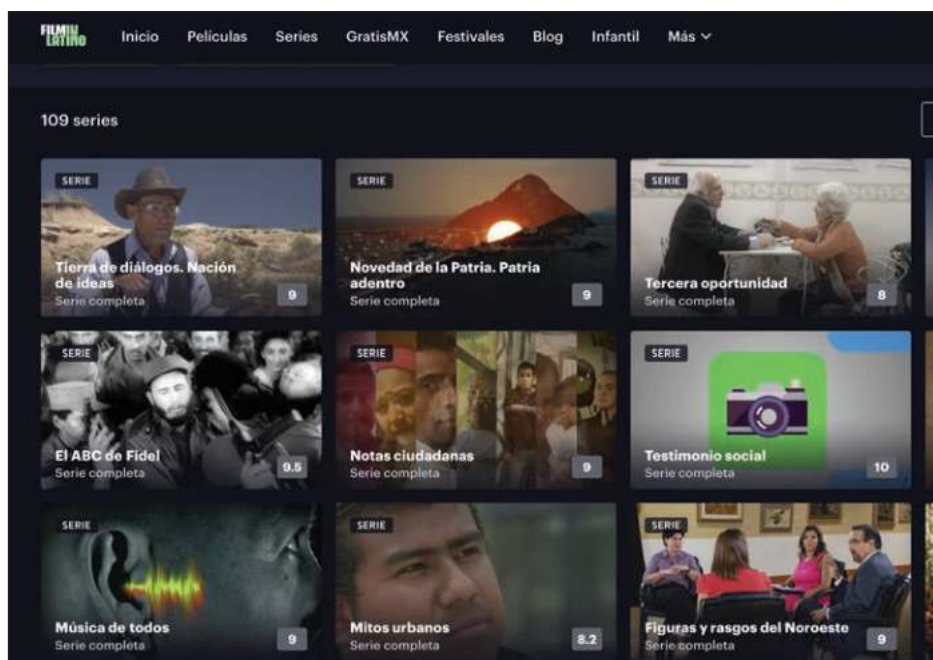 FILMIN
LATINO
Inicio
Películas
Series
GratisMX
Festivales
Blog
Infantil
Más
109 series
SERIE
Tierra de diálogos. Nación
de ideas
Serie completa
9
SERIE
Novedad de la Patria. Patria
adentro
Serie completa
9
SERIE
Tercera oportunidad
Serie completa
8
SERIE
El ABC de Fidel
Serie completa
9.5
SERIE
Notas ciudadanas
Serie completa
9
SERIE
Testimonio social
Serie completa
10
SERIE
Música de todos
Serie completa
9
SERIE
Mitos urbanos
Serie completa
8.2
SERIE
Figuras y rasgos del Noroeste
Serie completa
9